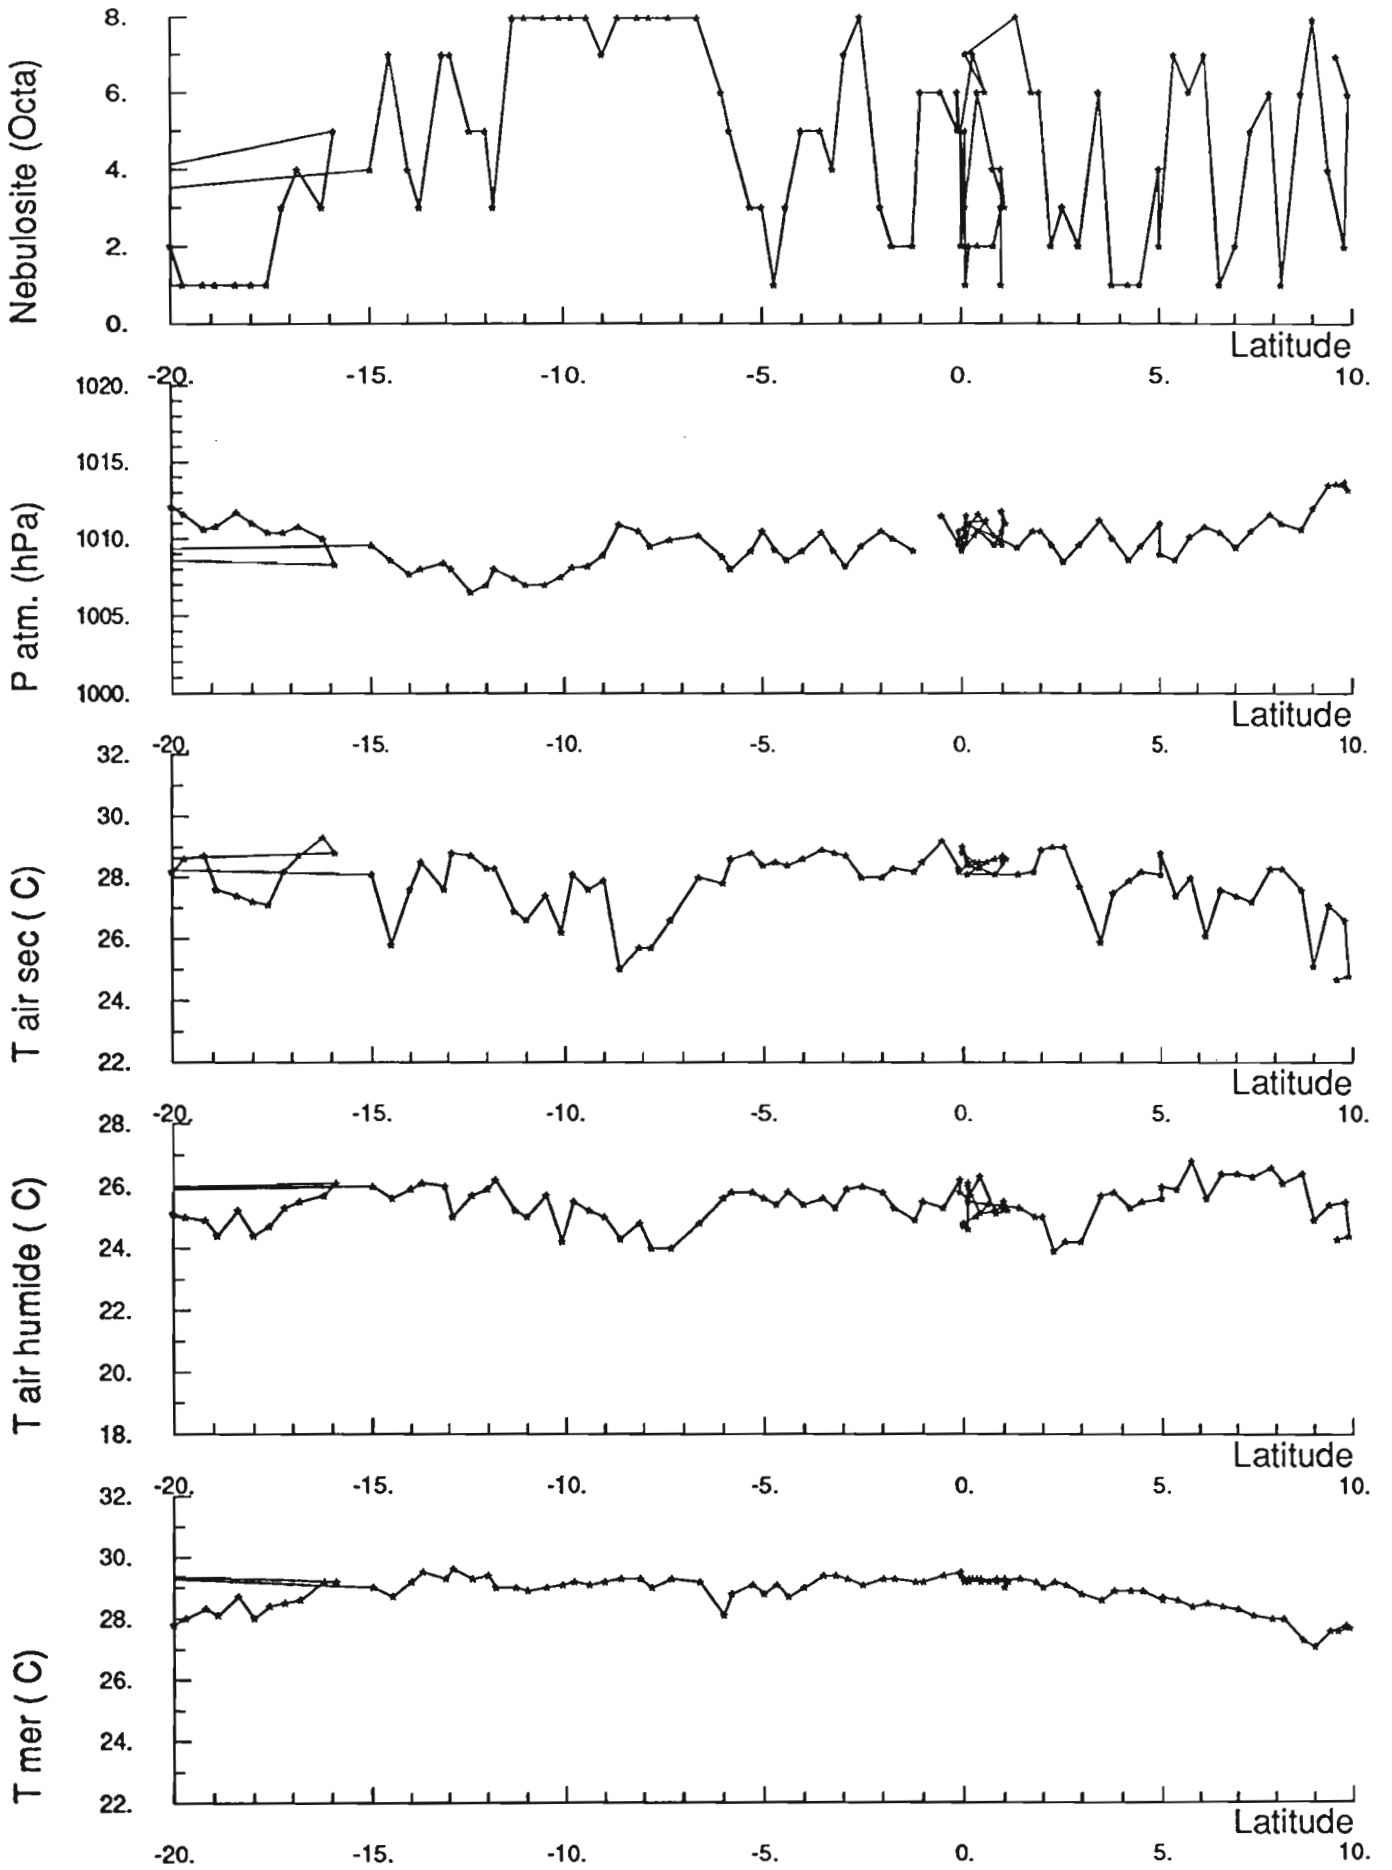 Nebulosite (Octa)
8.
6.
4.
2.
0.
Latitude
-20. -15. -10. -5. 0. 5. 10.
P atm. (hPa)
1020.
1015.
1010.
1005.
1000.
Latitude
-20. -15. -10. -5. 0. 5. 10.
T air sec ( C)
32.
30.
28.
26.
24.
22.
Latitude
-20. -15. -10. -5. 0. 5. 10.
T air humide ( C)
28.
26.
24.
22.
20.
18.
Latitude
-20. -15. -10. -5. 0. 5. 10.
T mer ( C)
32.
30.
28.
26.
24.
22.
Latitude
-20. -15. -10. -5. 0. 5. 10.